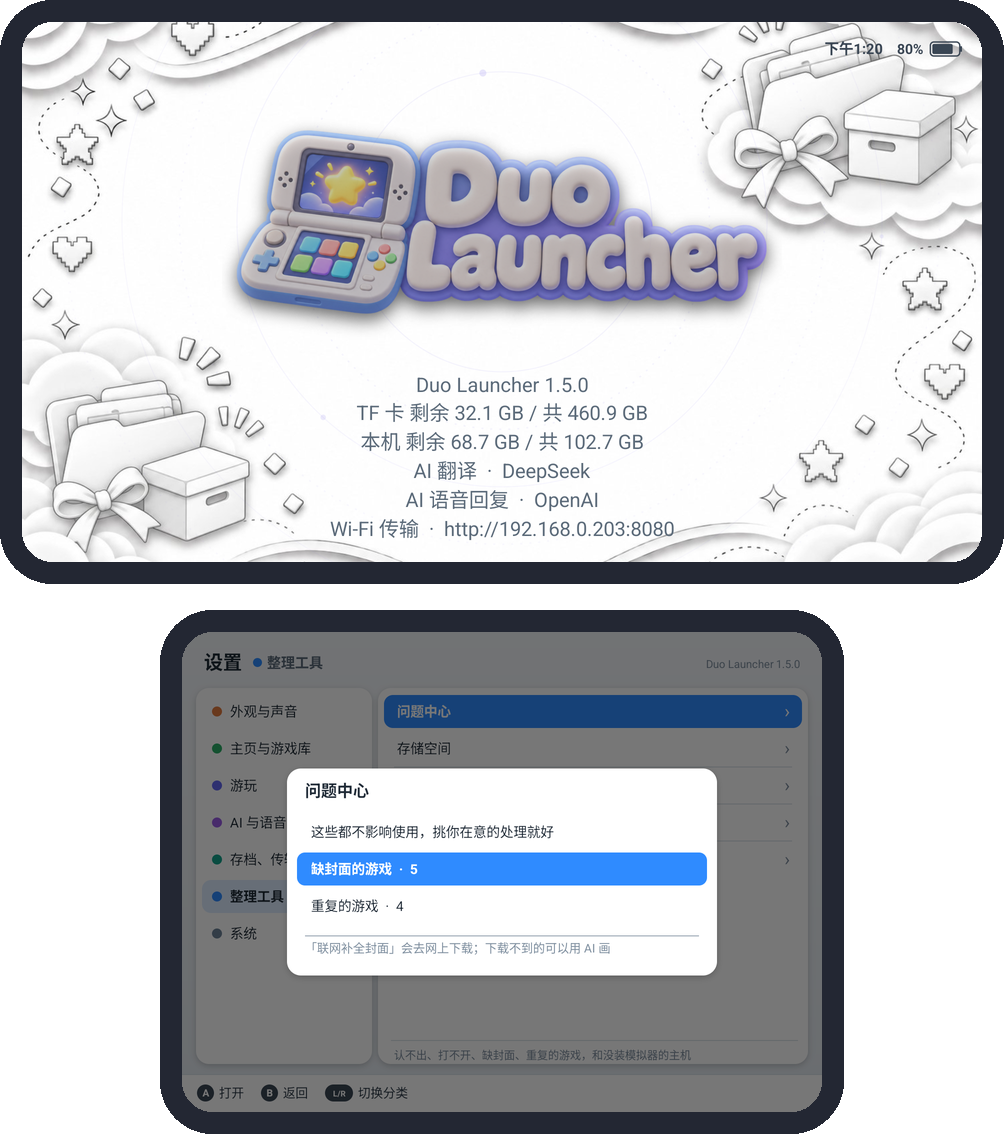 下午1:20 80%
Duo
Launcher
Duo Launcher 1.5.0
TF 卡 剩余 32.1 GB / 共 460.9 GB
本机 剩余 68.7 GB / 共 102.7 GB
AI 翻译 · DeepSeek
AI 语音回复 · OpenAI
Wi-Fi 传输 · http://192.168.0.203:8080
设置 整理工具 Duo Launcher 1.5.0
外观与声音
主页与游戏库
游玩
AI 与语音
存档、传
整理工具
系统
问题中心
存储空间
问题中心
这些都不影响使用，挑你在意的处理就好
缺封面的游戏 · 5
重复的游戏 · 4
「联网补全封面」会去网上下载；下载不到的可以用 AI 画
认不出、打不开、缺封面、重复的游戏，和没装模拟器的主机
A 打开 B 返回 L/R 切换分类